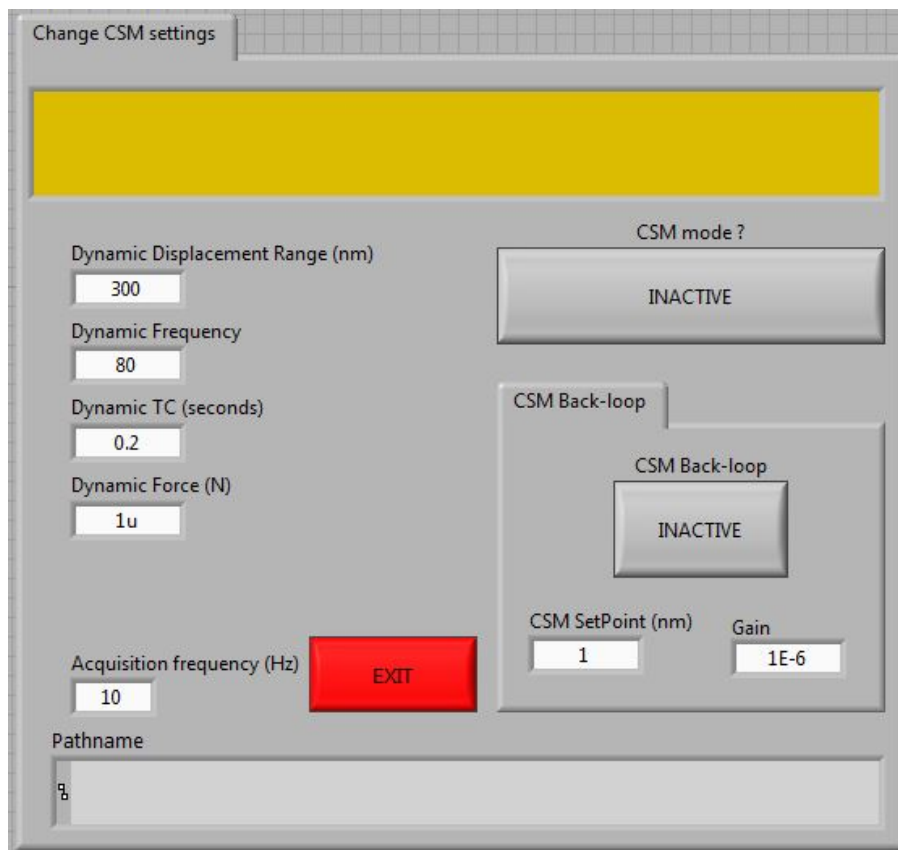 Change CSM settings
CSM mode ?
INACTIVE
Dynamic Displacement Range (nm)
300
Dynamic Frequency
80
Dynamic TC (seconds)
0.2
Dynamic Force (N)
1u
CSM Back-loop
CSM Back-loop
INACTIVE
CSM SetPoint (nm)
1
Gain
1E-6
Acquisition frequency (Hz)
10
EXIT
Pathname